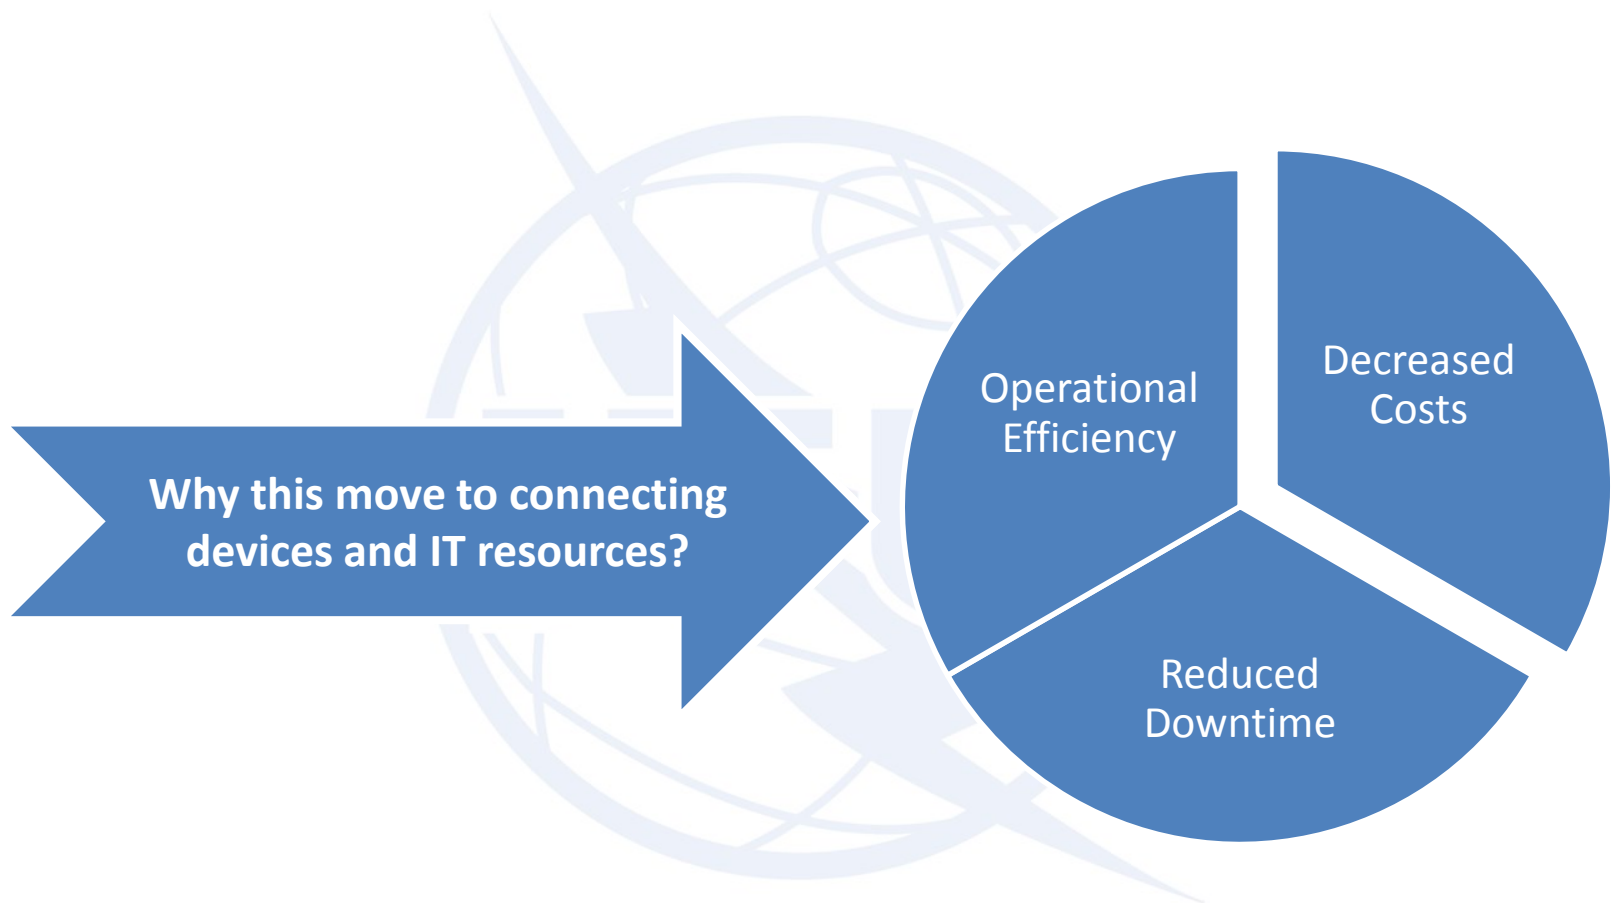 Why this move to connecting
devices and IT resources?
Operational
Efficiency
Decreased
Costs
Reduced
Downtime